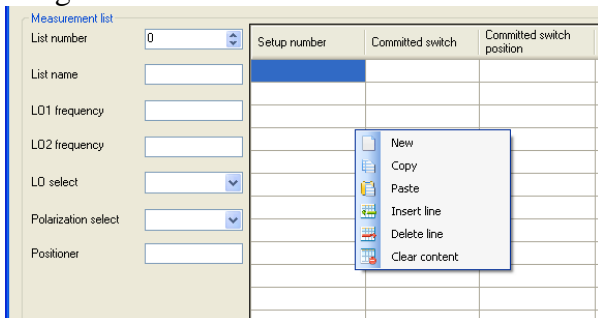 Measurement list
List number
0
Setup number
Committed switch
Committed switch
position
List name
LO1 frequency
LO2 frequency
LO select
Polarization select
Positioner
New
Copy
Paste
Insert line
Delete line
Clear content